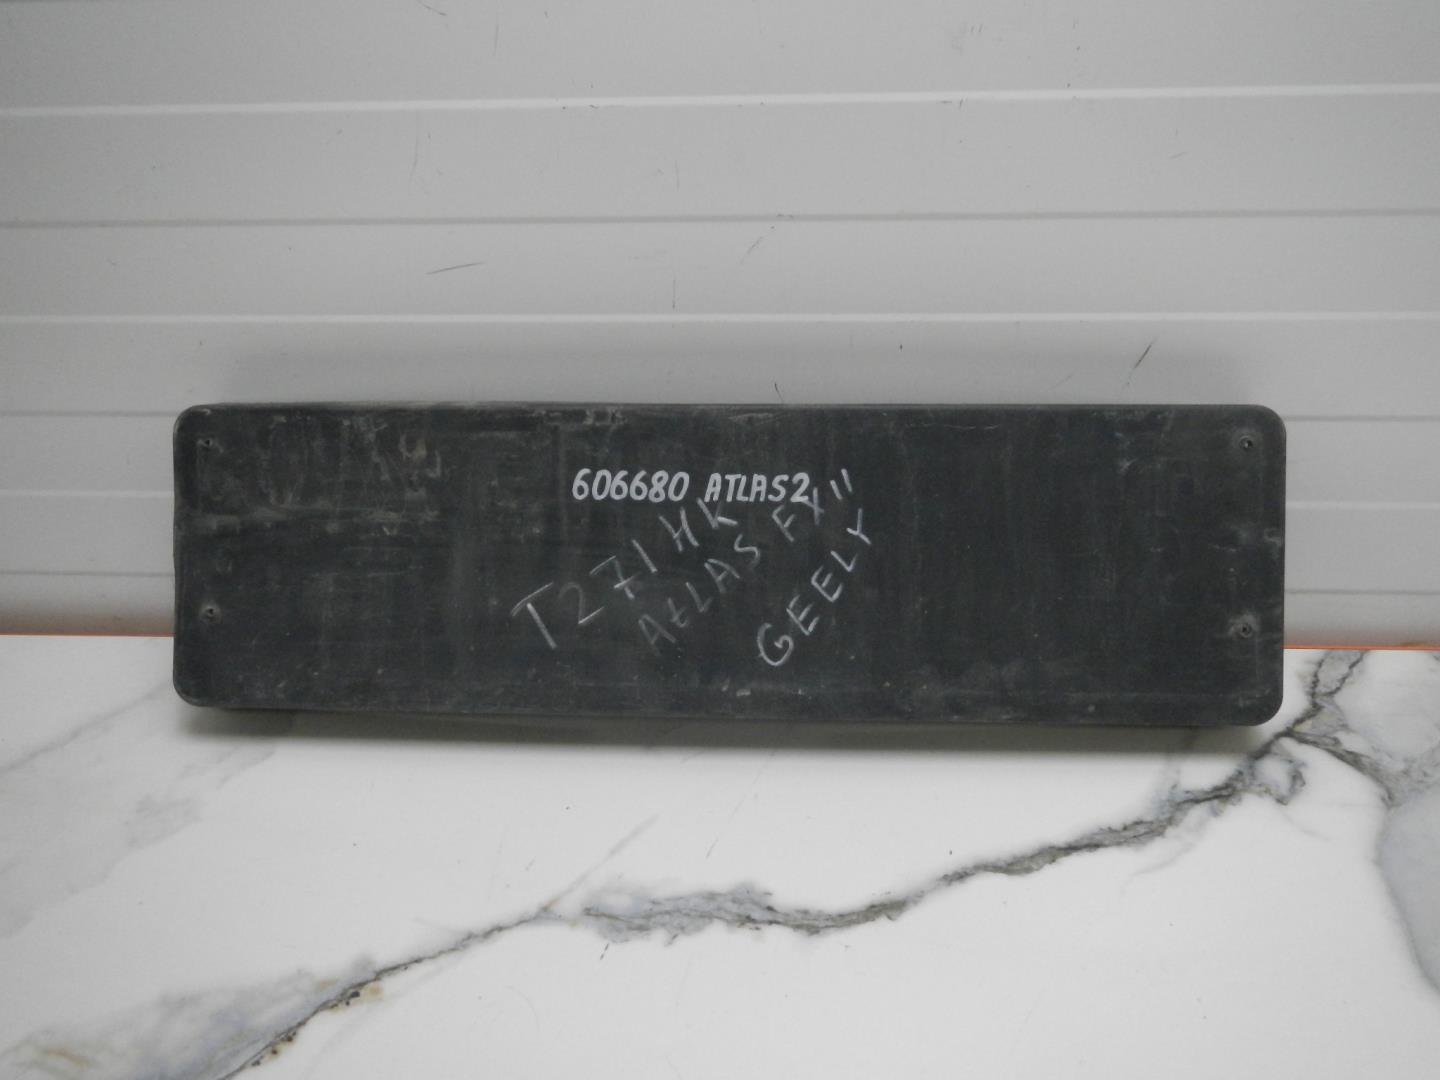 606680 ATLAS2
T271HK
AtLAS FX11
GEELY